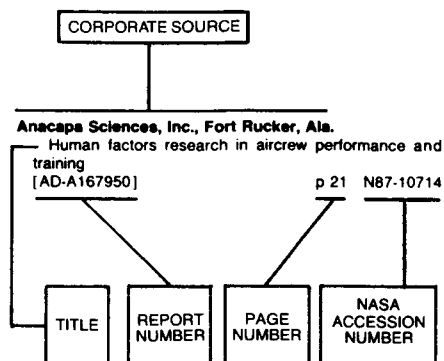 CORPORATE SOURCE
Anacapa Sciences, Inc., Fort Rucker, Ala.
Human factors research in aircrew performance and
training
[AD-A167950] p 21 N87-10714
TITLE
REPORT
NUMBER
PAGE
NUMBER
NASA
ACCESSION
NUMBER